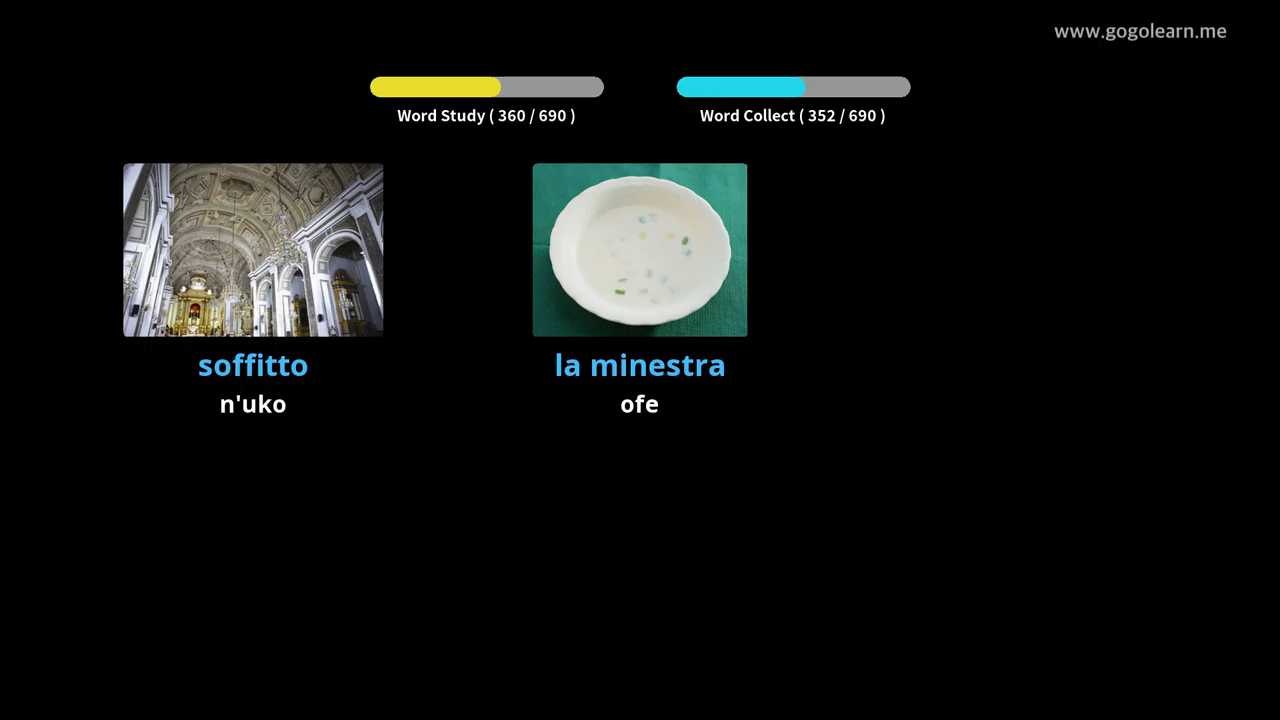 www.gogolearn.me
Word Study ( 360 / 690 )
Word Collect ( 352 / 690 )
soffitto
n'uko
la minestra
ofe